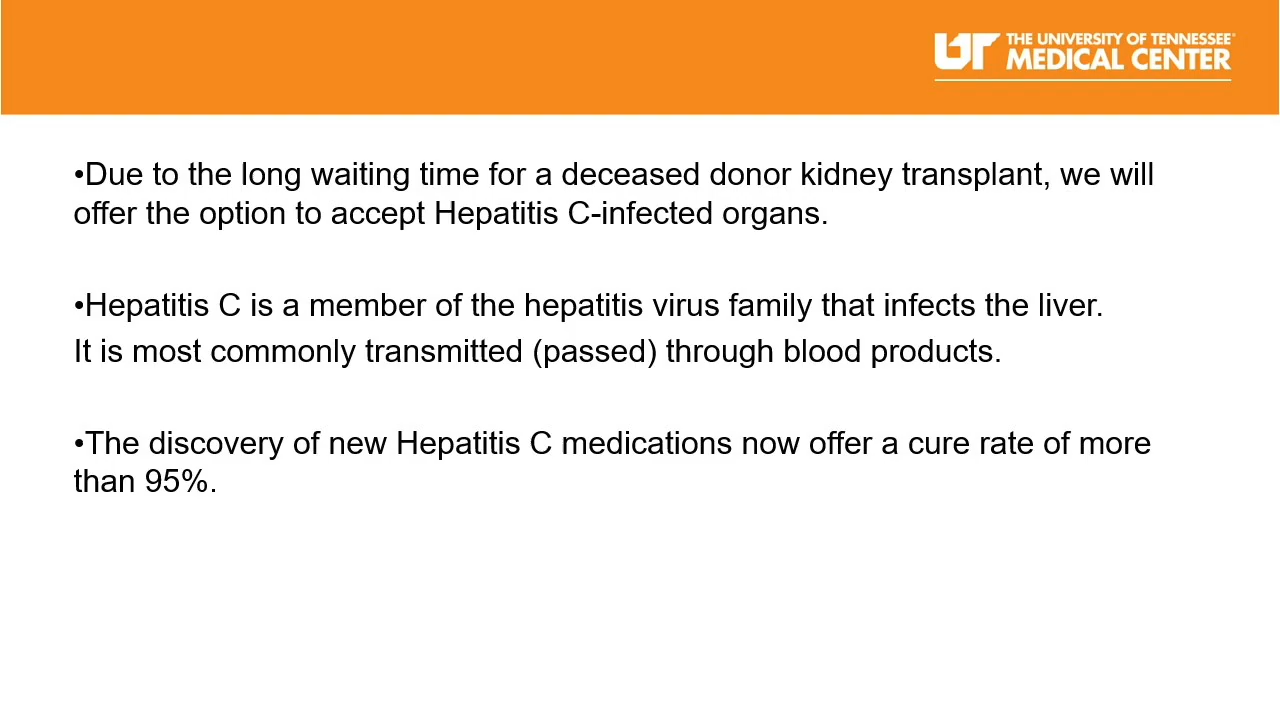 THE UNIVERSITY OF TENNESSEE
MEDICAL CENTER
•Due to the long waiting time for a deceased donor kidney transplant, we will
offer the option to accept Hepatitis C-infected organs.
•Hepatitis C is a member of the hepatitis virus family that infects the liver.
It is most commonly transmitted (passed) through blood products.
•The discovery of new Hepatitis C medications now offer a cure rate of more
than 95%.